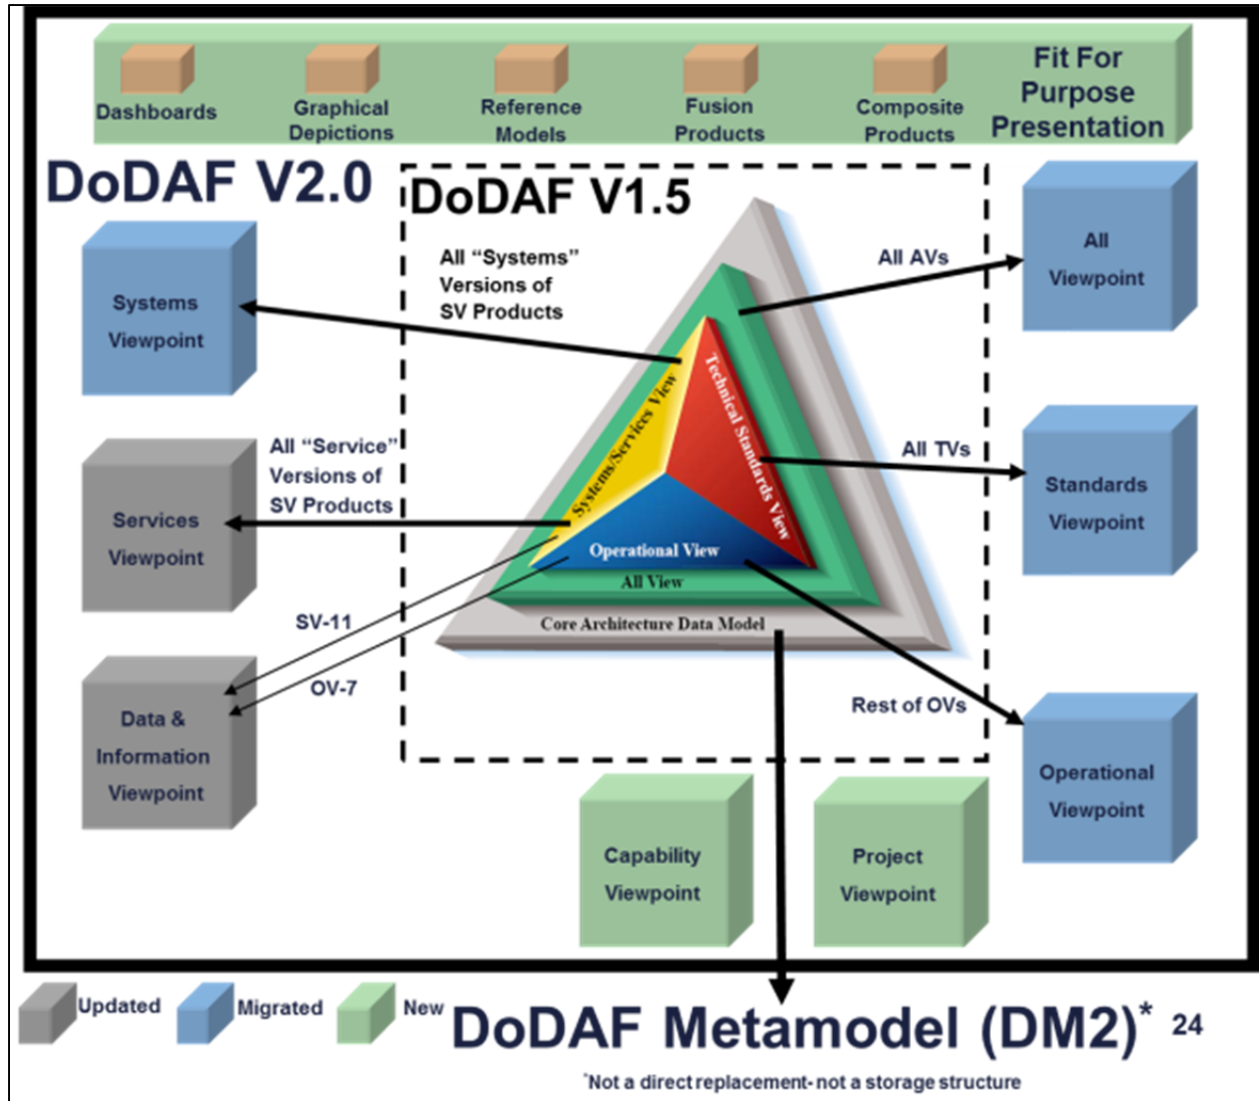 Dashboards
Graphical
Depictions
Reference
Models
Fusion
Products
Composite
Products
Fit For
Purpose
Presentation
DoDAF V2.0
DoDAF V1.5
All “Systems”
Versions of
SV Products
All AVs
All
Viewpoint
Systems
Viewpoint
Systems/Services View
Technical Standards View
All “Service”
Versions of
SV Products
All TVs
Standards
Viewpoint
Services
Viewpoint
Operational View
All View
Core Architecture Data Model
SV-11
OV-7
Data &
Information
Viewpoint
Rest of OVs
Operational
Viewpoint
Capability
Viewpoint
Project
Viewpoint
Updated
Migrated
New
DoDAF Metamodel (DM2)* 24
*Not a direct replacement- not a storage structure